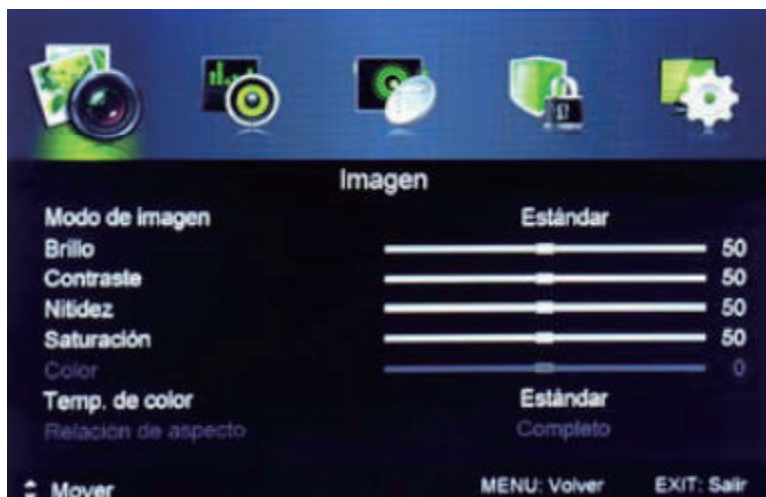 Imagen
Modo de imagen Estándar
Brillo 50
Contraste 50
Nitidez 50
Saturación 50
Color 0
Temp. de color Estándar
Relación de aspecto Completo
Mover MENU: Volver EXIT: Salir